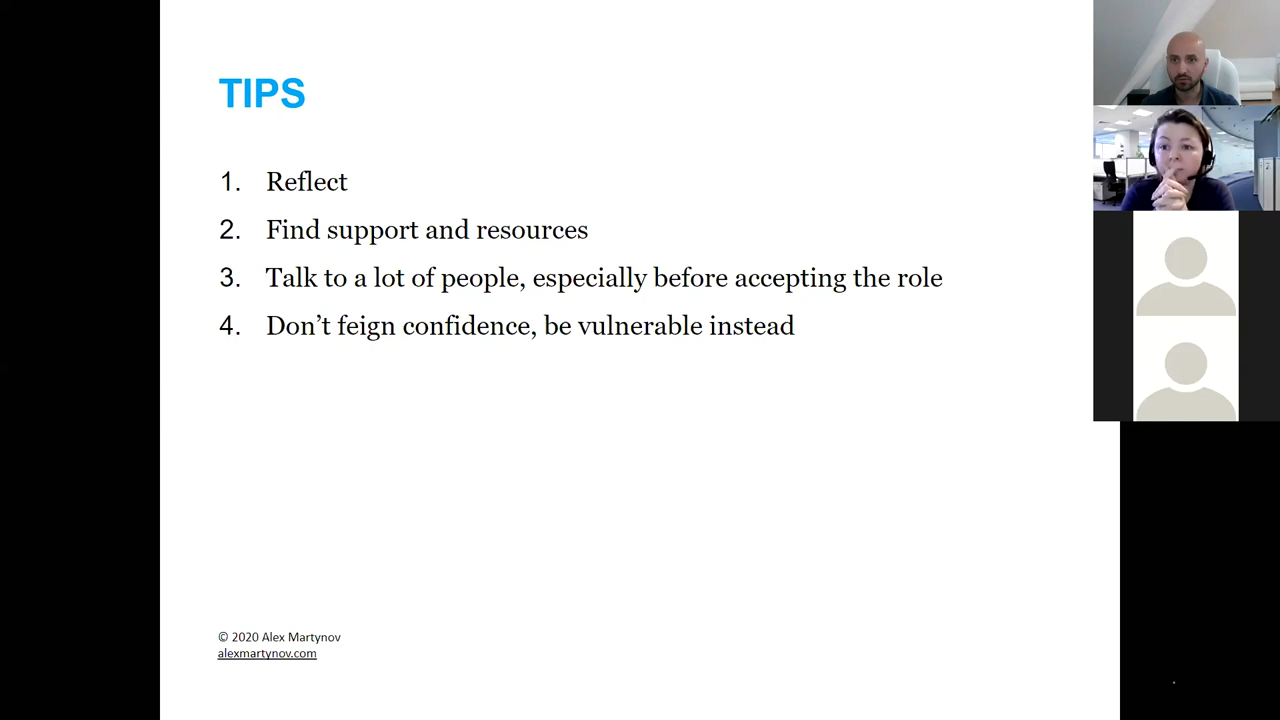 TIPS
1. Reflect
2. Find support and resources
3. Talk to a lot of people, especially before accepting the role
4. Don’t feign confidence, be vulnerable instead
© 2020 Alex Martynov
alexmartynov.com